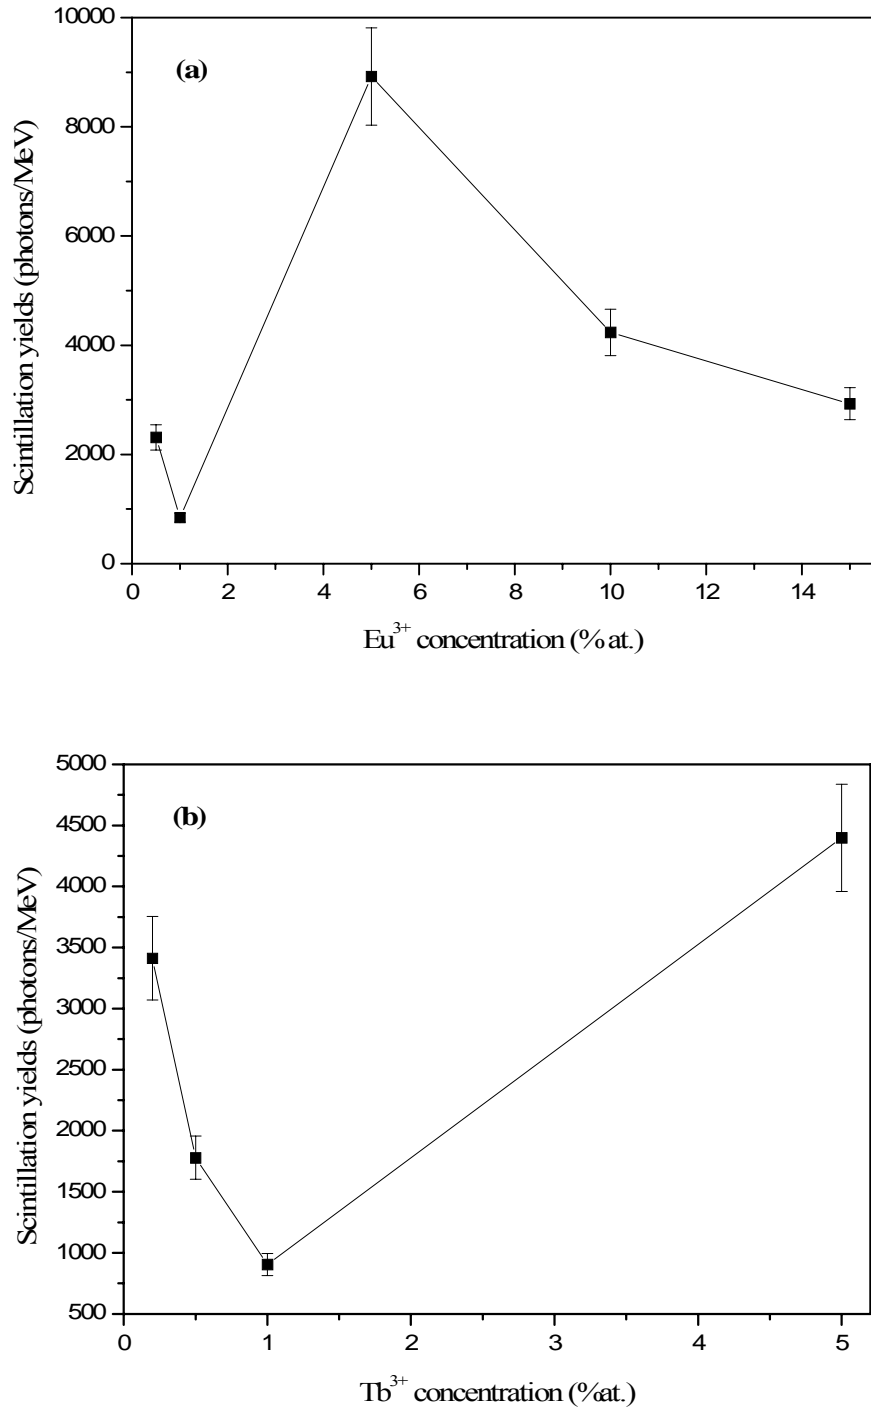 10000
8000
6000
4000
2000
0
Scintillation yields (photons/MeV)
(a)
0 2 4 6 8 10 12 14
Eu³⁺ concentration (% at.)
5000
4500
4000
3500
3000
2500
2000
1500
1000
500
Scintillation yields (photons/MeV)
(b)
0 1 2 3 4 5
Tb³⁺ concentration (%at.)